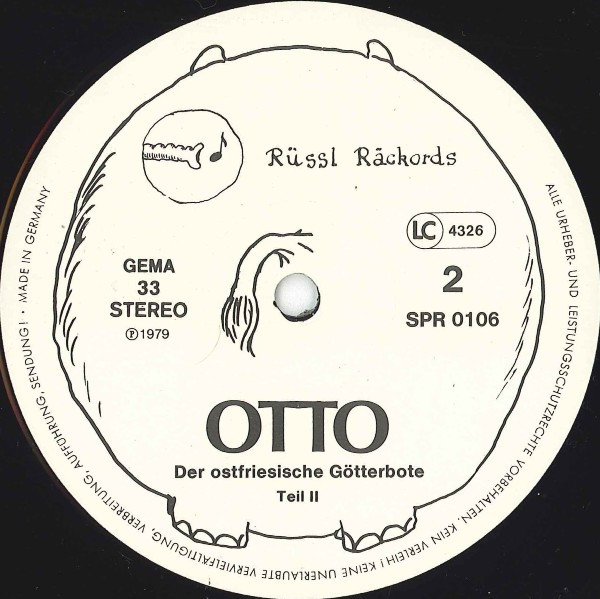 Rüssl Räckords
LC 4326
GEMA
33
STEREO
℗ 1979
2
SPR 0106
OTTO
Der ostfriesische Götterbote
Teil II
ALLE URHEBER- UND LEISTUNGSSCHUTZRECHTE VORBEHALTEN. KEIN VERLEIH! KEINE UNERLAUBTE VERVIELFÄLTIGUNG, VERBREITUNG, AUFFÜHRUNG, SENDUNG! • MADE IN GERMANY